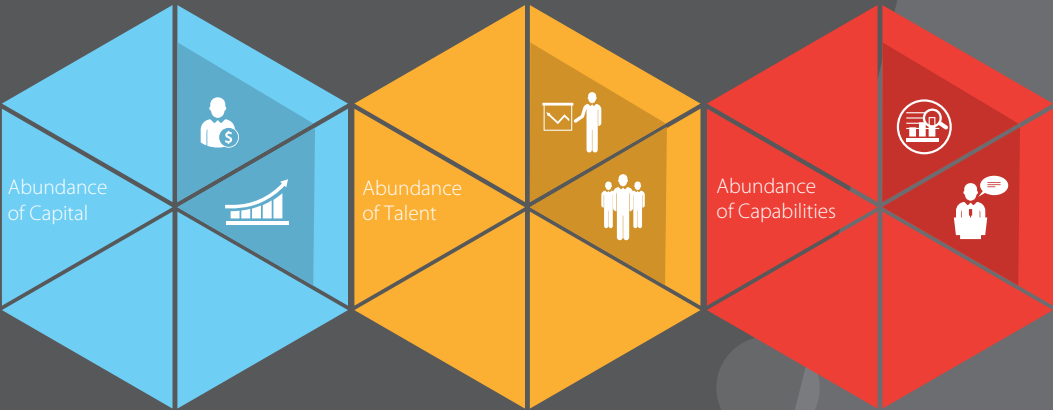 Abundance
of Capital
$
Abundance
of Talent
Abundance
of Capabilities